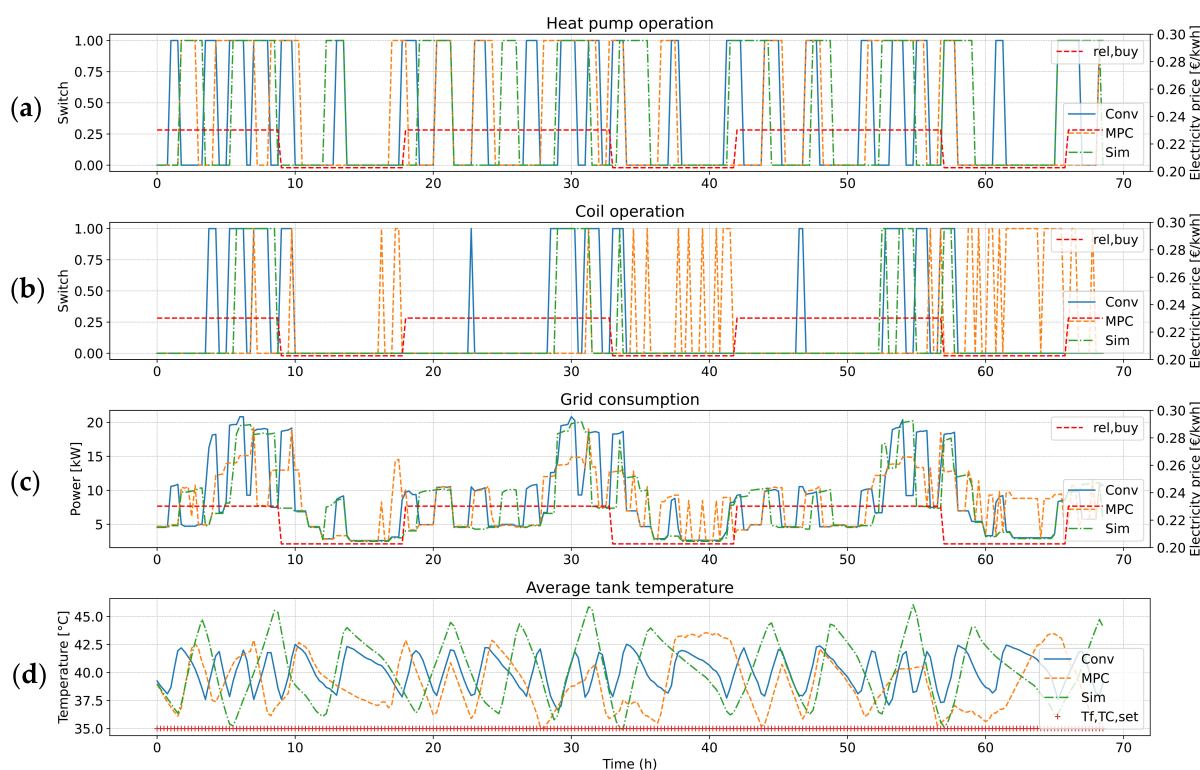 Heat pump operation
(a)
Switch
1.00
0.75
0.50
0.25
0.00
0.30
0.28
0.26
0.24
0.22
0.20
Electricity price [€/kwh]
rel,buy
Conv
MPC
Sim
0 10 20 30 40 50 60 70
Coil operation
(b)
Switch
1.00
0.75
0.50
0.25
0.00
0.30
0.28
0.26
0.24
0.22
0.20
Electricity price [€/kwh]
rel,buy
Conv
MPC
Sim
0 10 20 30 40 50 60 70
Grid consumption
(c)
Power [kW]
20
15
10
5
0.30
0.28
0.26
0.24
0.22
0.20
Electricity price [€/kwh]
rel,buy
Conv
MPC
Sim
0 10 20 30 40 50 60 70
Average tank temperature
(d)
Temperature [°C]
45.0
42.5
40.0
37.5
35.0
Conv
MPC
Sim
Tf,TC,set
0 10 20 30 40 50 60 70
Time (h)